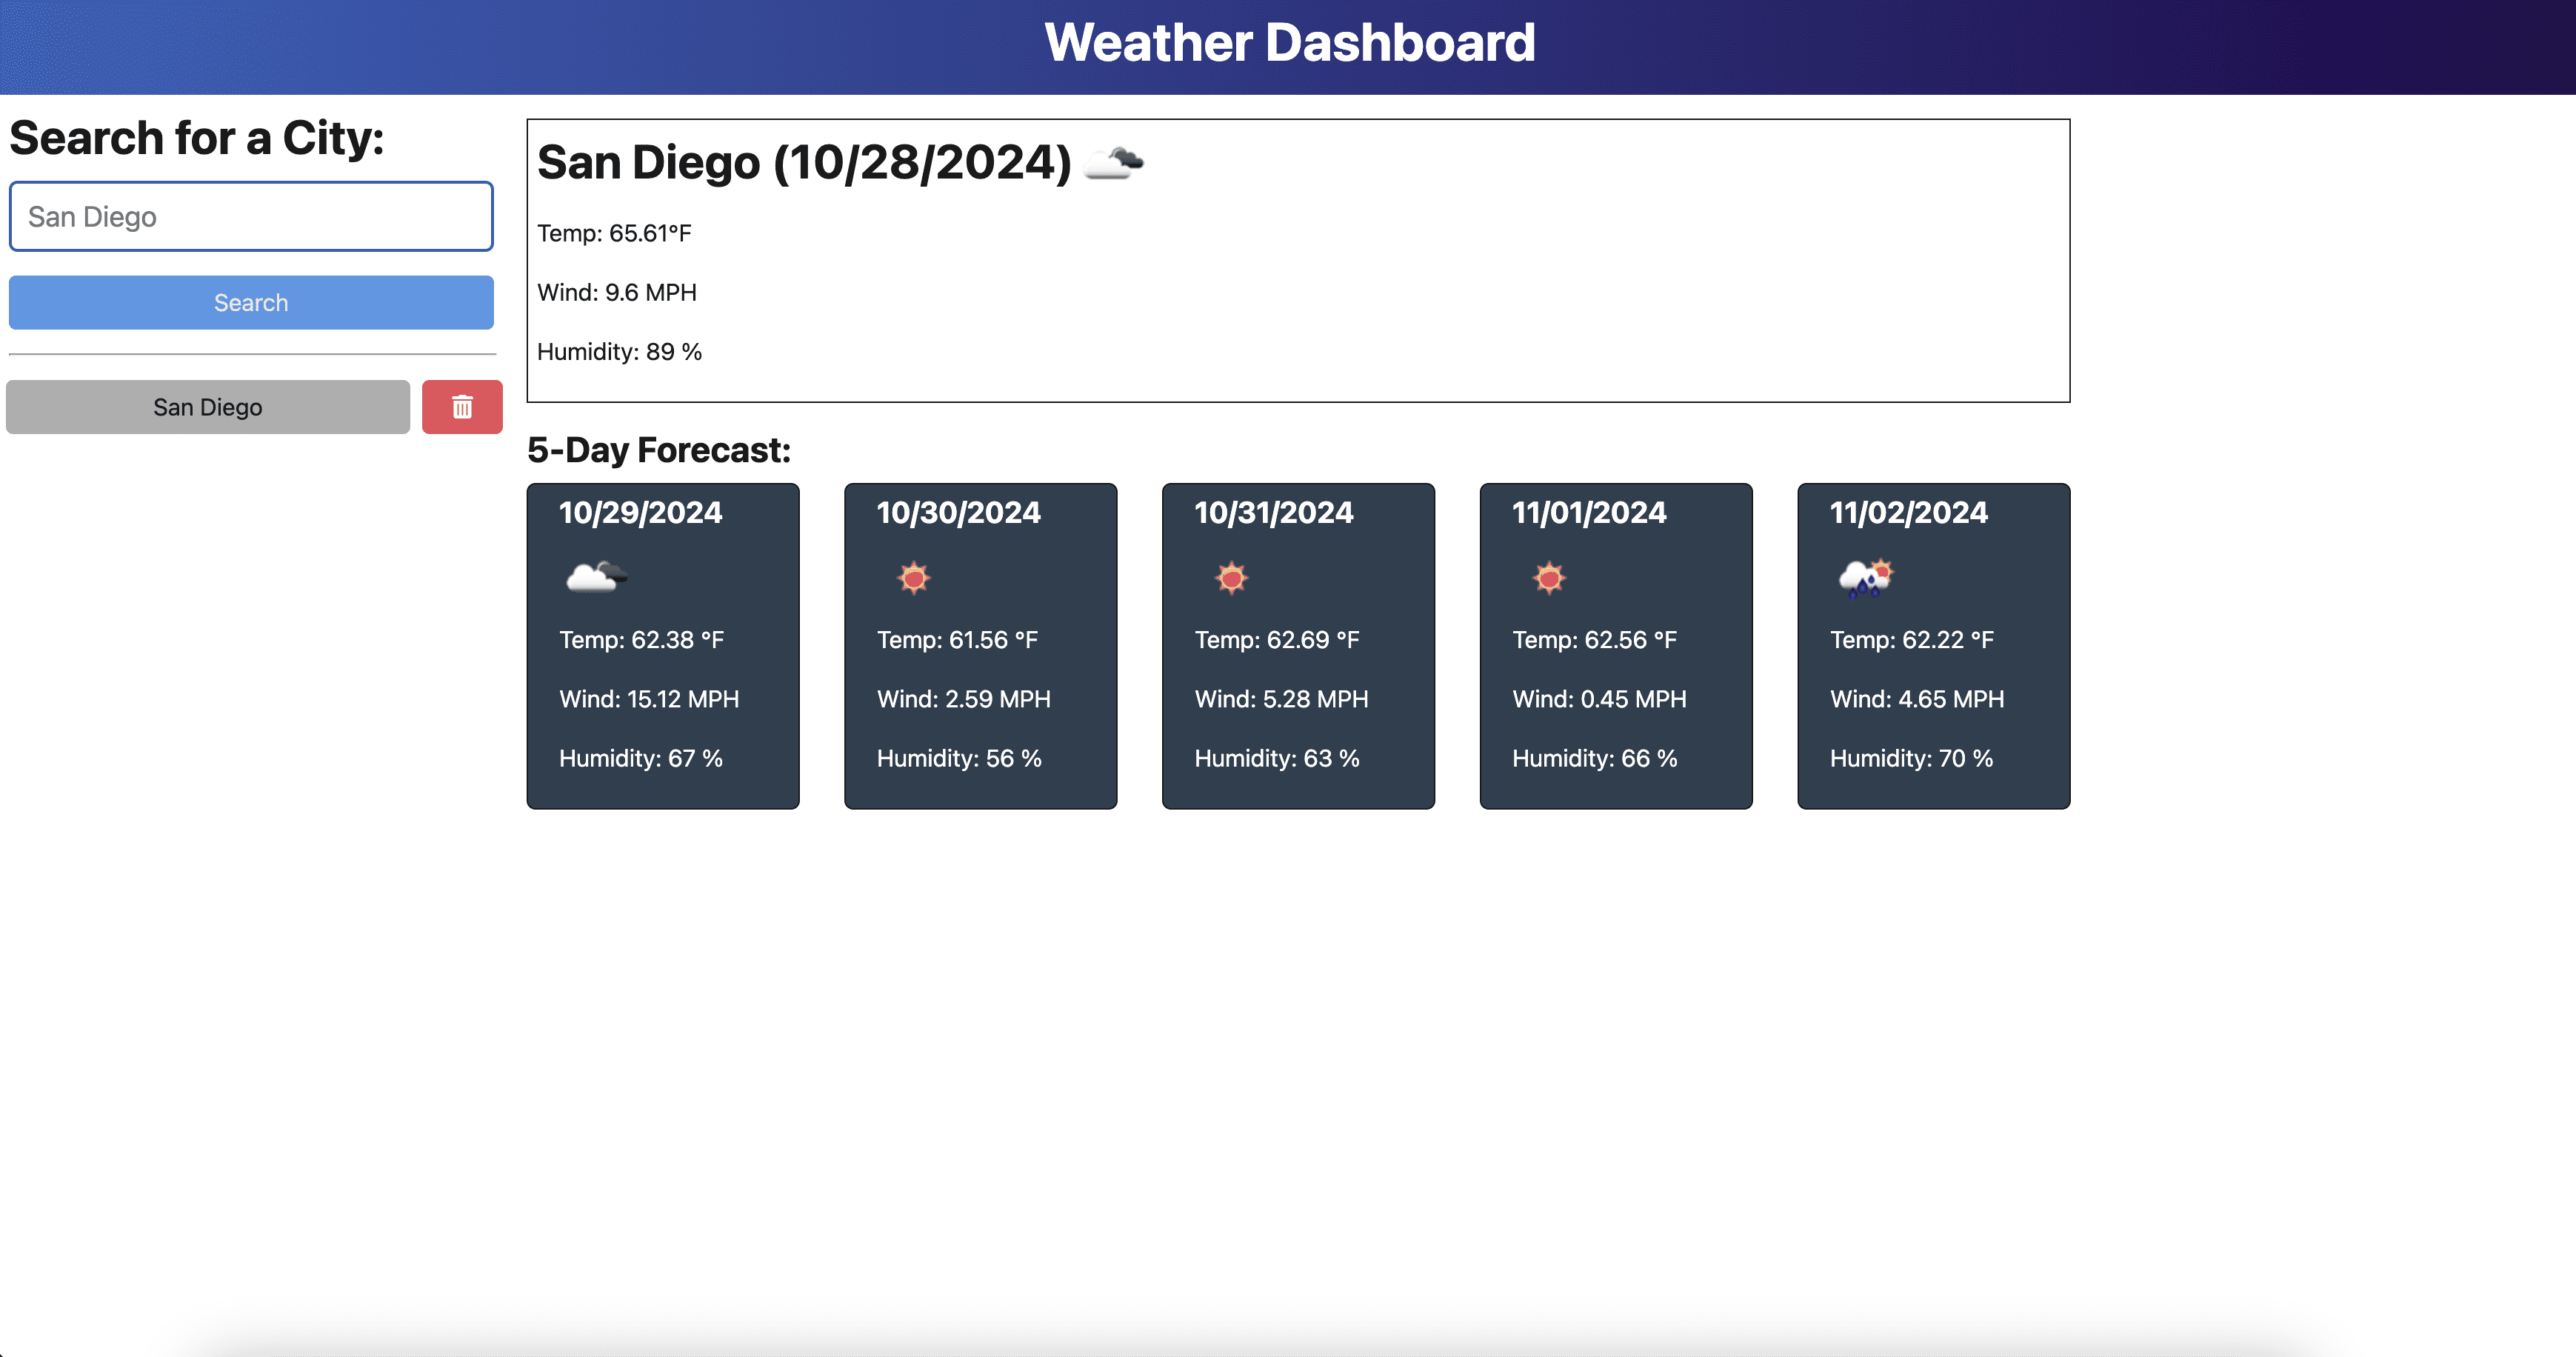 Weather Dashboard
Search for a City:
San Diego
Search
San Diego
San Diego (10/28/2024)
Temp: 65.61°F
Wind: 9.6 MPH
Humidity: 89 %
5-Day Forecast:
10/29/2024
Temp: 62.38 °F
Wind: 15.12 MPH
Humidity: 67 %
10/30/2024
Temp: 61.56 °F
Wind: 2.59 MPH
Humidity: 56 %
10/31/2024
Temp: 62.69 °F
Wind: 5.28 MPH
Humidity: 63 %
11/01/2024
Temp: 62.56 °F
Wind: 0.45 MPH
Humidity: 66 %
11/02/2024
Temp: 62.22 °F
Wind: 4.65 MPH
Humidity: 70 %